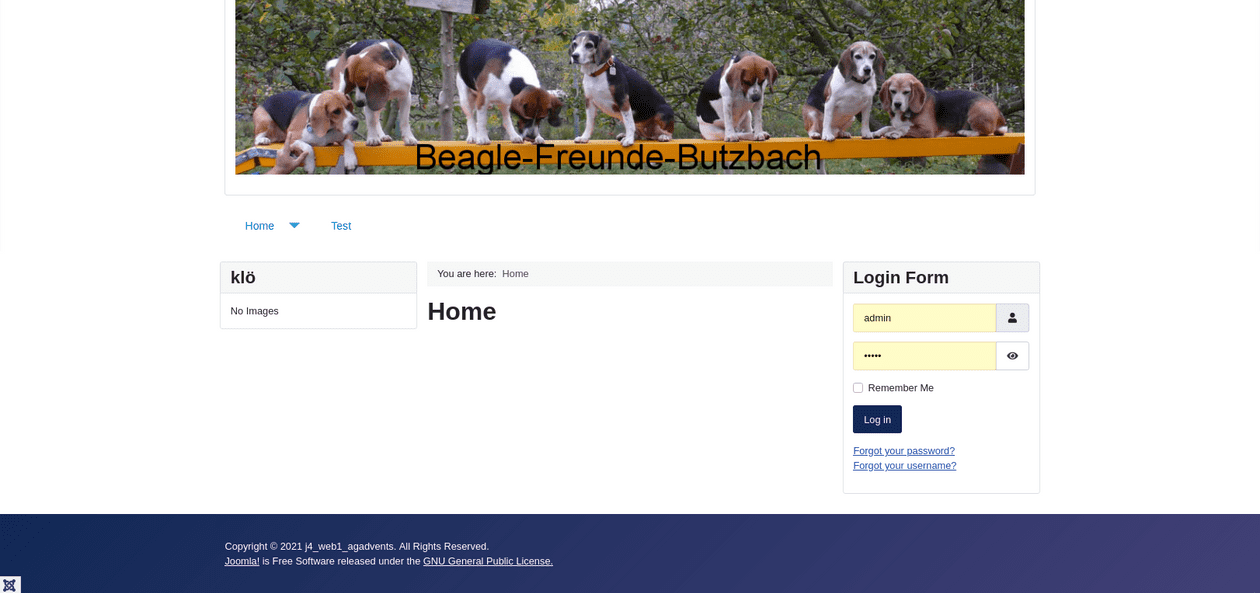 Beagle-Freunde-Butzbach
Home
Test
klö
No Images
You are here: Home
Home
Login Form
admin
•••••
Remember Me
Log in
Forgot your password?
Forgot your username?
Copyright © 2021 j4_web1_agadvents. All Rights Reserved.
Joomla! is Free Software released under the GNU General Public License.